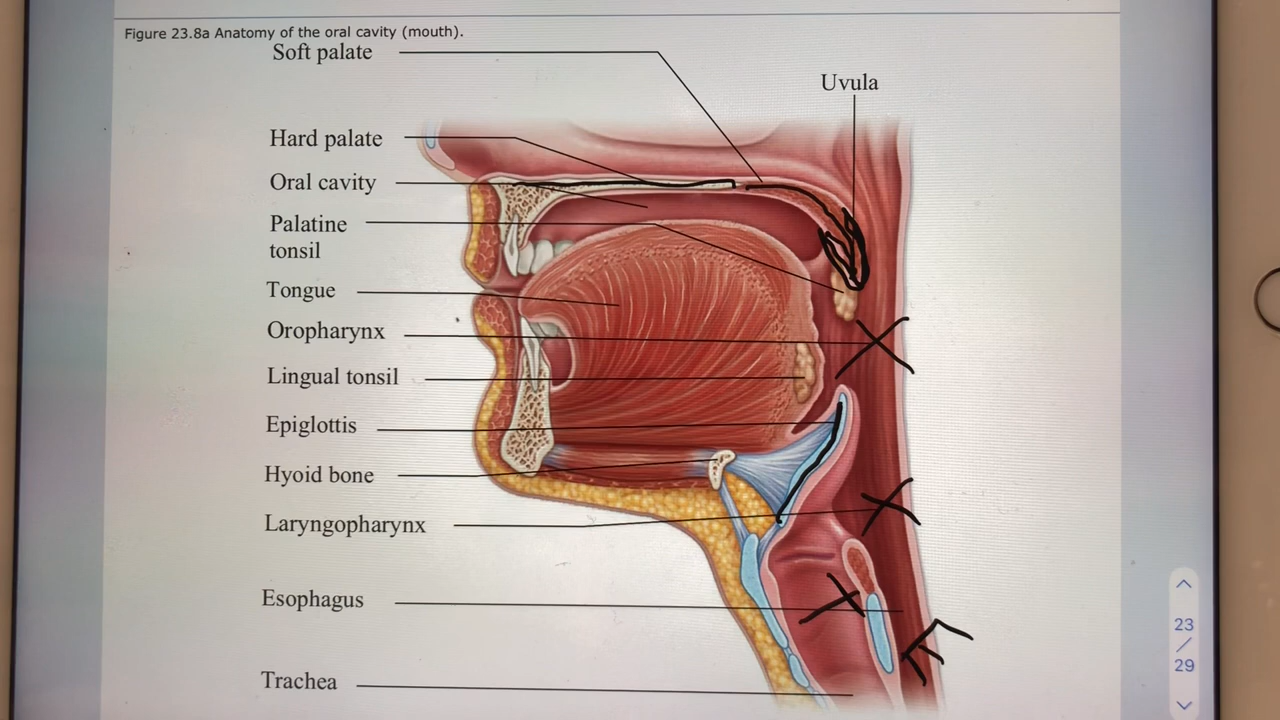 Figure 23.8a Anatomy of the oral cavity (mouth).
Soft palate
Uvula
Hard palate
Oral cavity
Palatine
tonsil
Tongue
Oropharynx
Lingual tonsil
Epiglottis
Hyoid bone
Laryngopharynx
Esophagus
Trachea
23
/
29